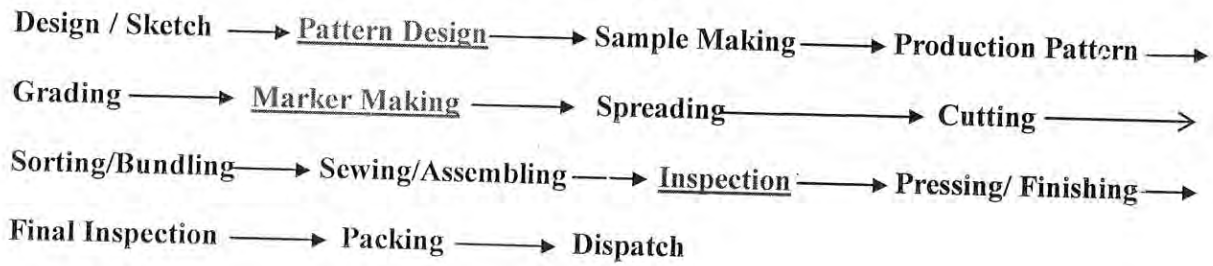 Design / Sketch → Pattern Design → Sample Making → Production Pattern →
Grading → Marker Making → Spreading → Cutting →
Sorting/Bundling → Sewing/Assembling → Inspection → Pressing/ Finishing →
Final Inspection → Packing → Dispatch